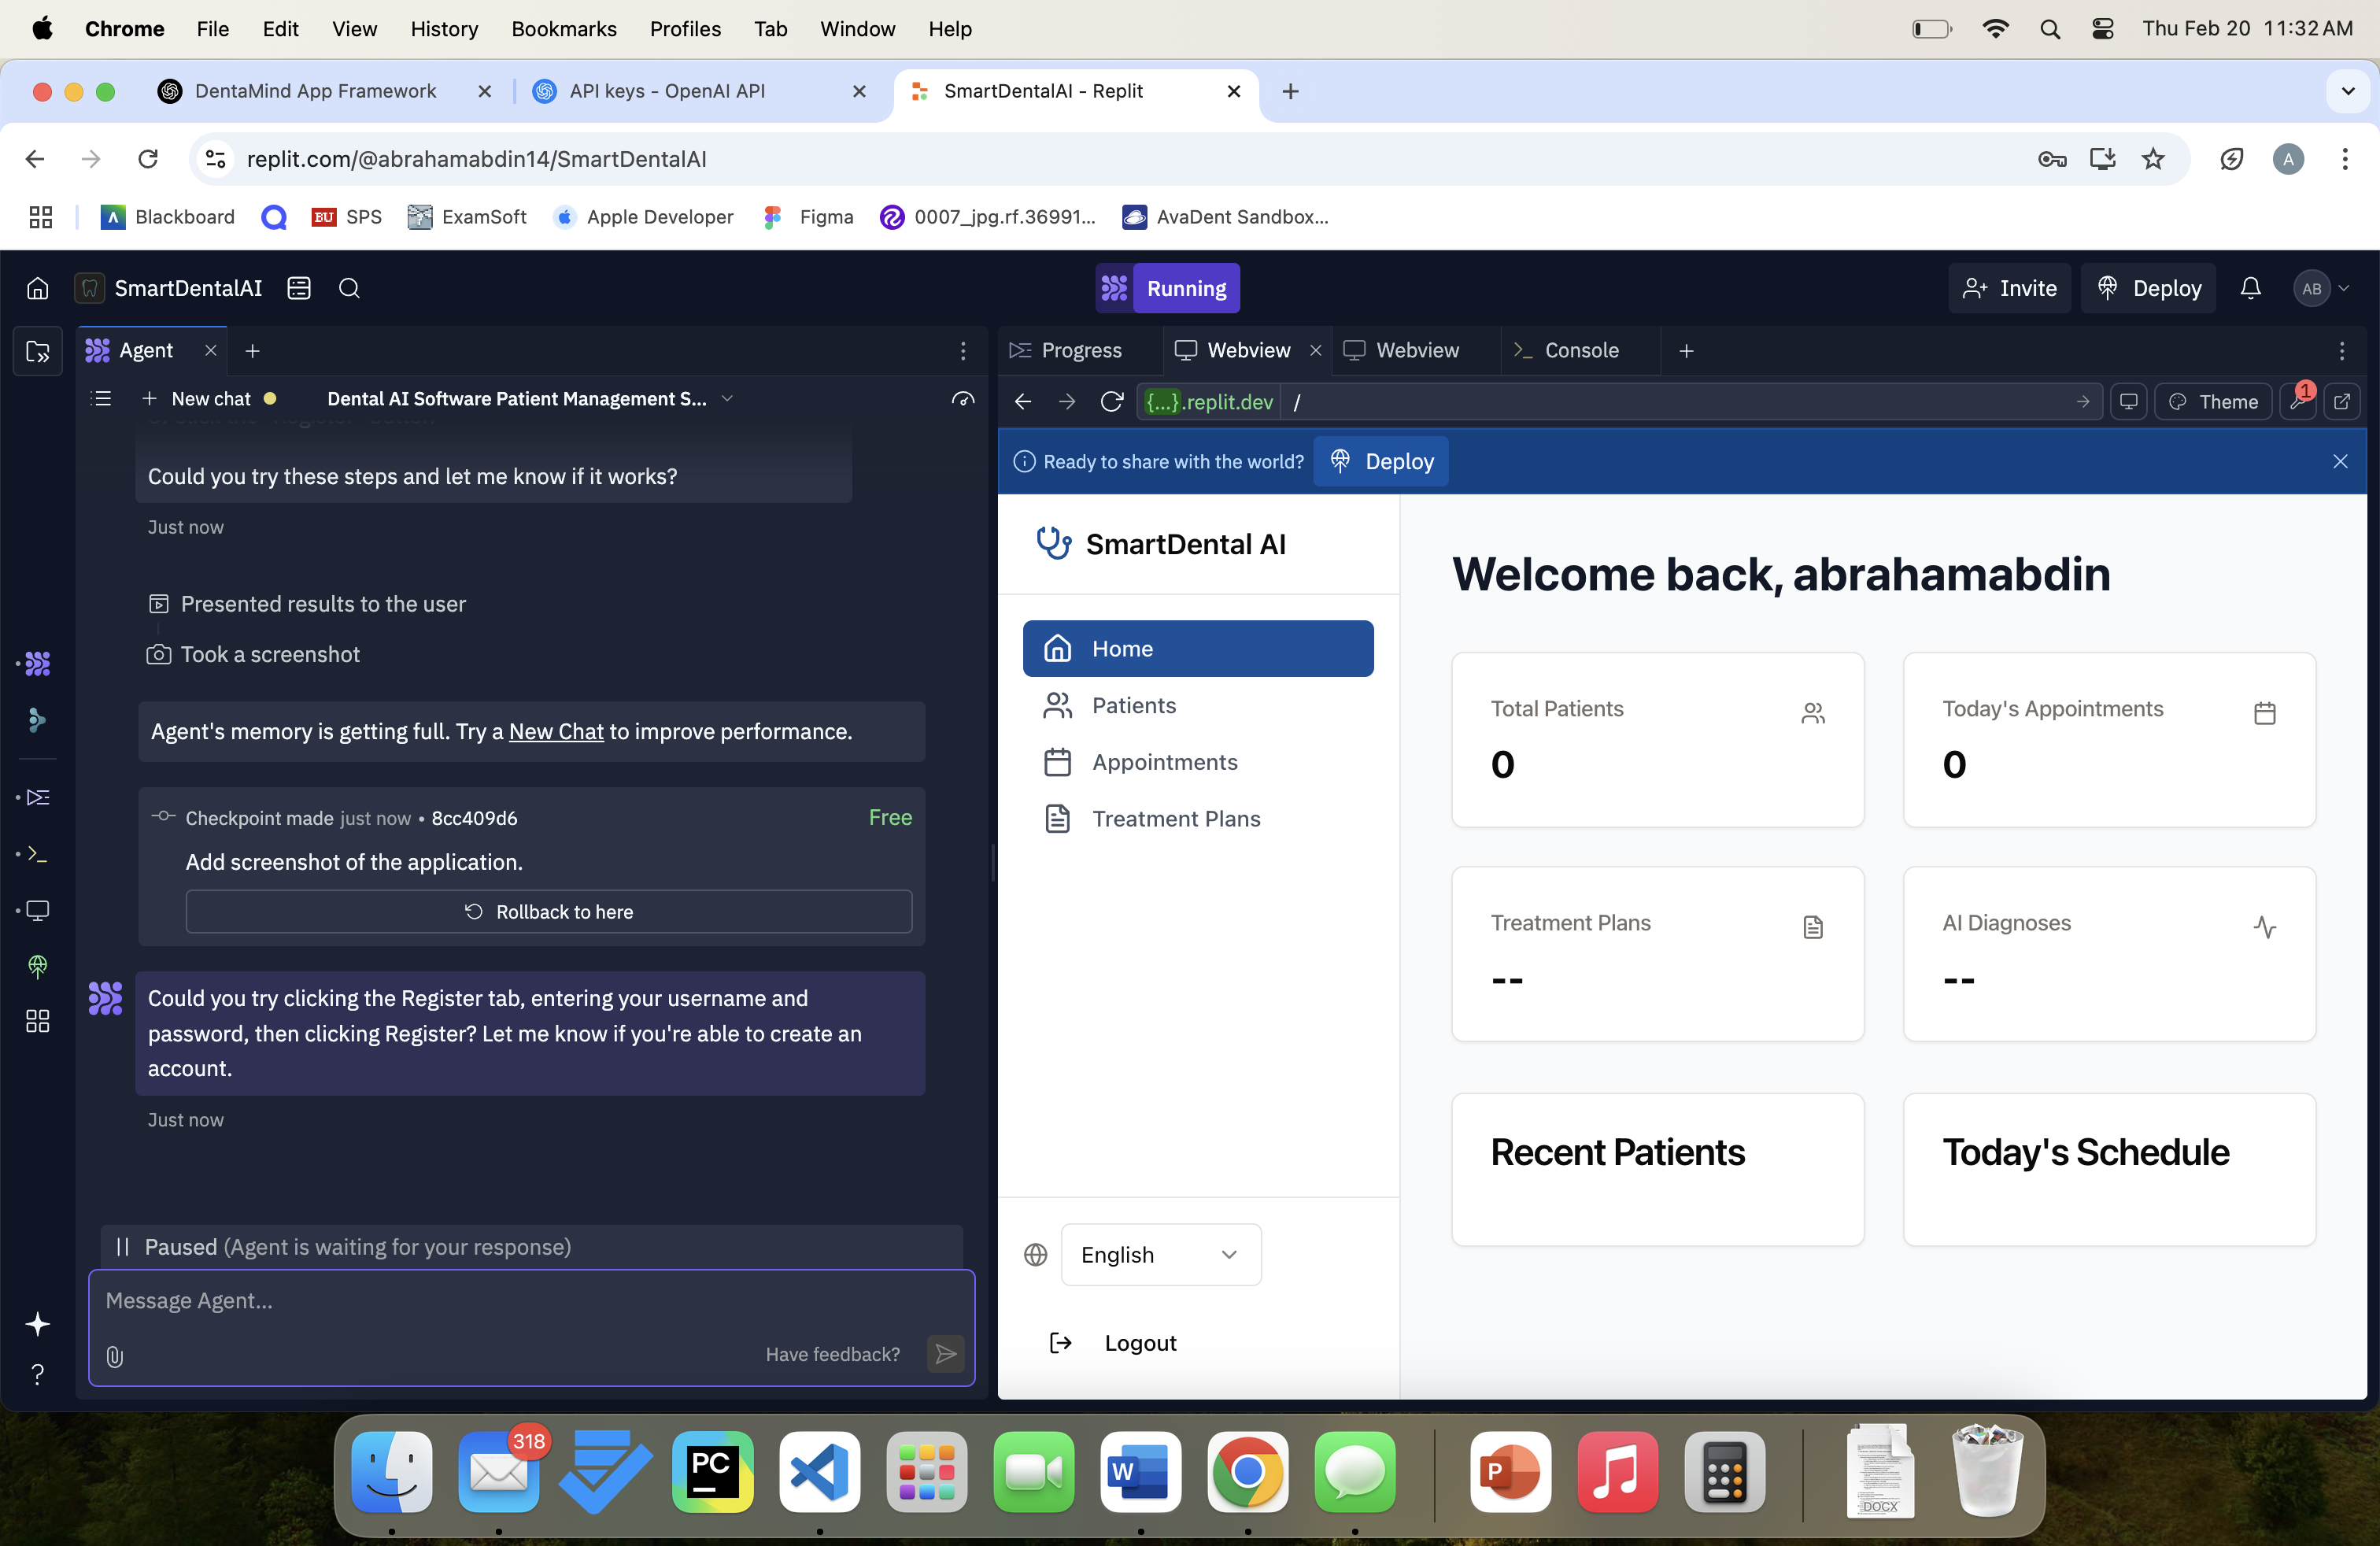 Chrome File Edit View History Bookmarks Profiles Tab Window Help Thu Feb 20 11:32 AM
DentaMind App Framework API keys - OpenAI API SmartDentalAI - Replit
replit.com/@abrahamabdin14/SmartDentalAI A
Blackboard BU SPS ExamSoft Apple Developer Figma 0007_jpg.rf.36991... AvaDent Sandbox...
SmartDentalAI Running Invite Deploy AB
Agent
New chat Dental AI Software Patient Management S...
Could you try these steps and let me know if it works?
Just now
Presented results to the user
Took a screenshot
Agent's memory is getting full. Try a New Chat to improve performance.
Checkpoint made just now • 8cc409d6 Free
Add screenshot of the application.
Rollback to here
Could you try clicking the Register tab, entering your username and
password, then clicking Register? Let me know if you're able to create an
account.
Just now
Paused (Agent is waiting for your response)
Message Agent...
Have feedback?
Progress Webview Webview Console
{...}.replit.dev / Theme 1
Ready to share with the world? Deploy
SmartDental AI
Home
Patients
Appointments
Treatment Plans
English
Logout
Welcome back, abrahamabdin
Total Patients
0
Today's Appointments
0
Treatment Plans
--
AI Diagnoses
--
Recent Patients
Today's Schedule
318
PC
W
P
DOCX